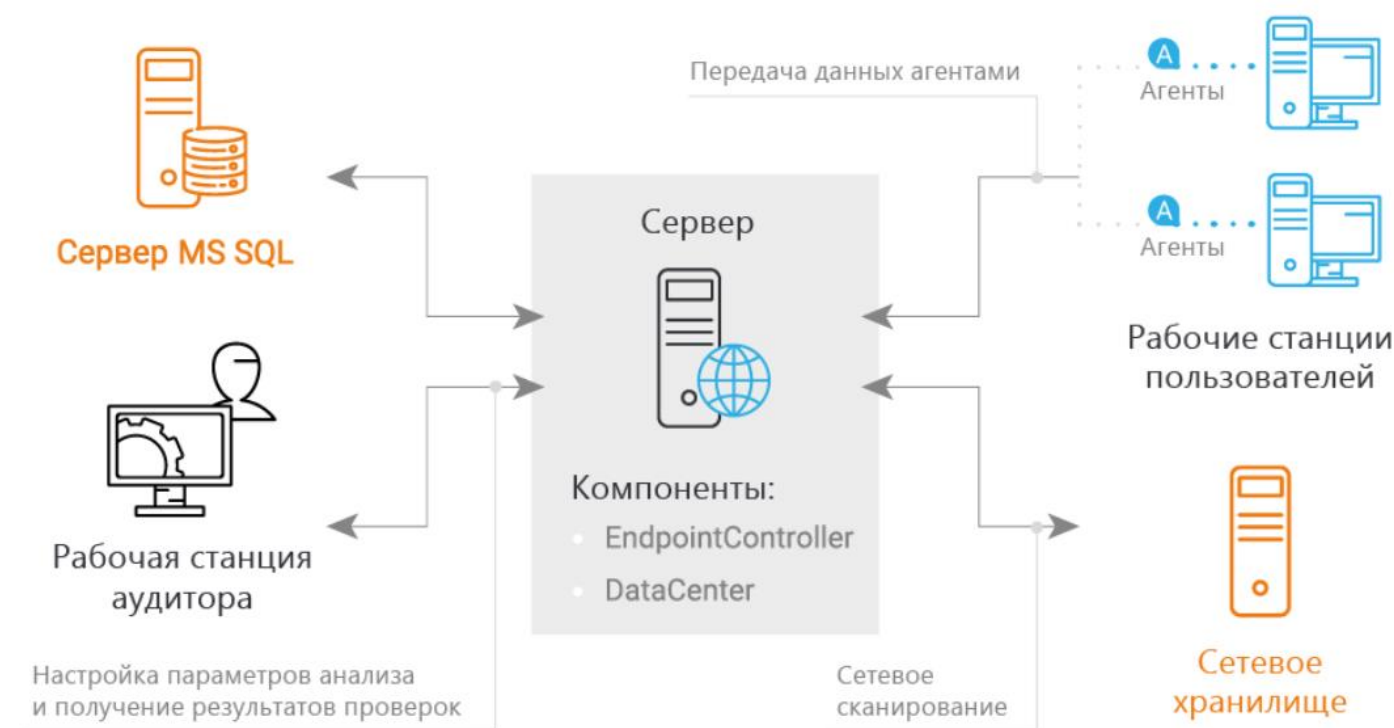 Передача данных агентами
А
Агенты
Сервер MS SQL
Сервер
А
Агенты
Рабочие станции
пользователей
Компоненты:
EndpointController
DataCenter
Рабочая станция
аудитора
Настройка параметров анализа
и получение результатов проверок
Сетевое
сканирование
Сетевое
хранилище